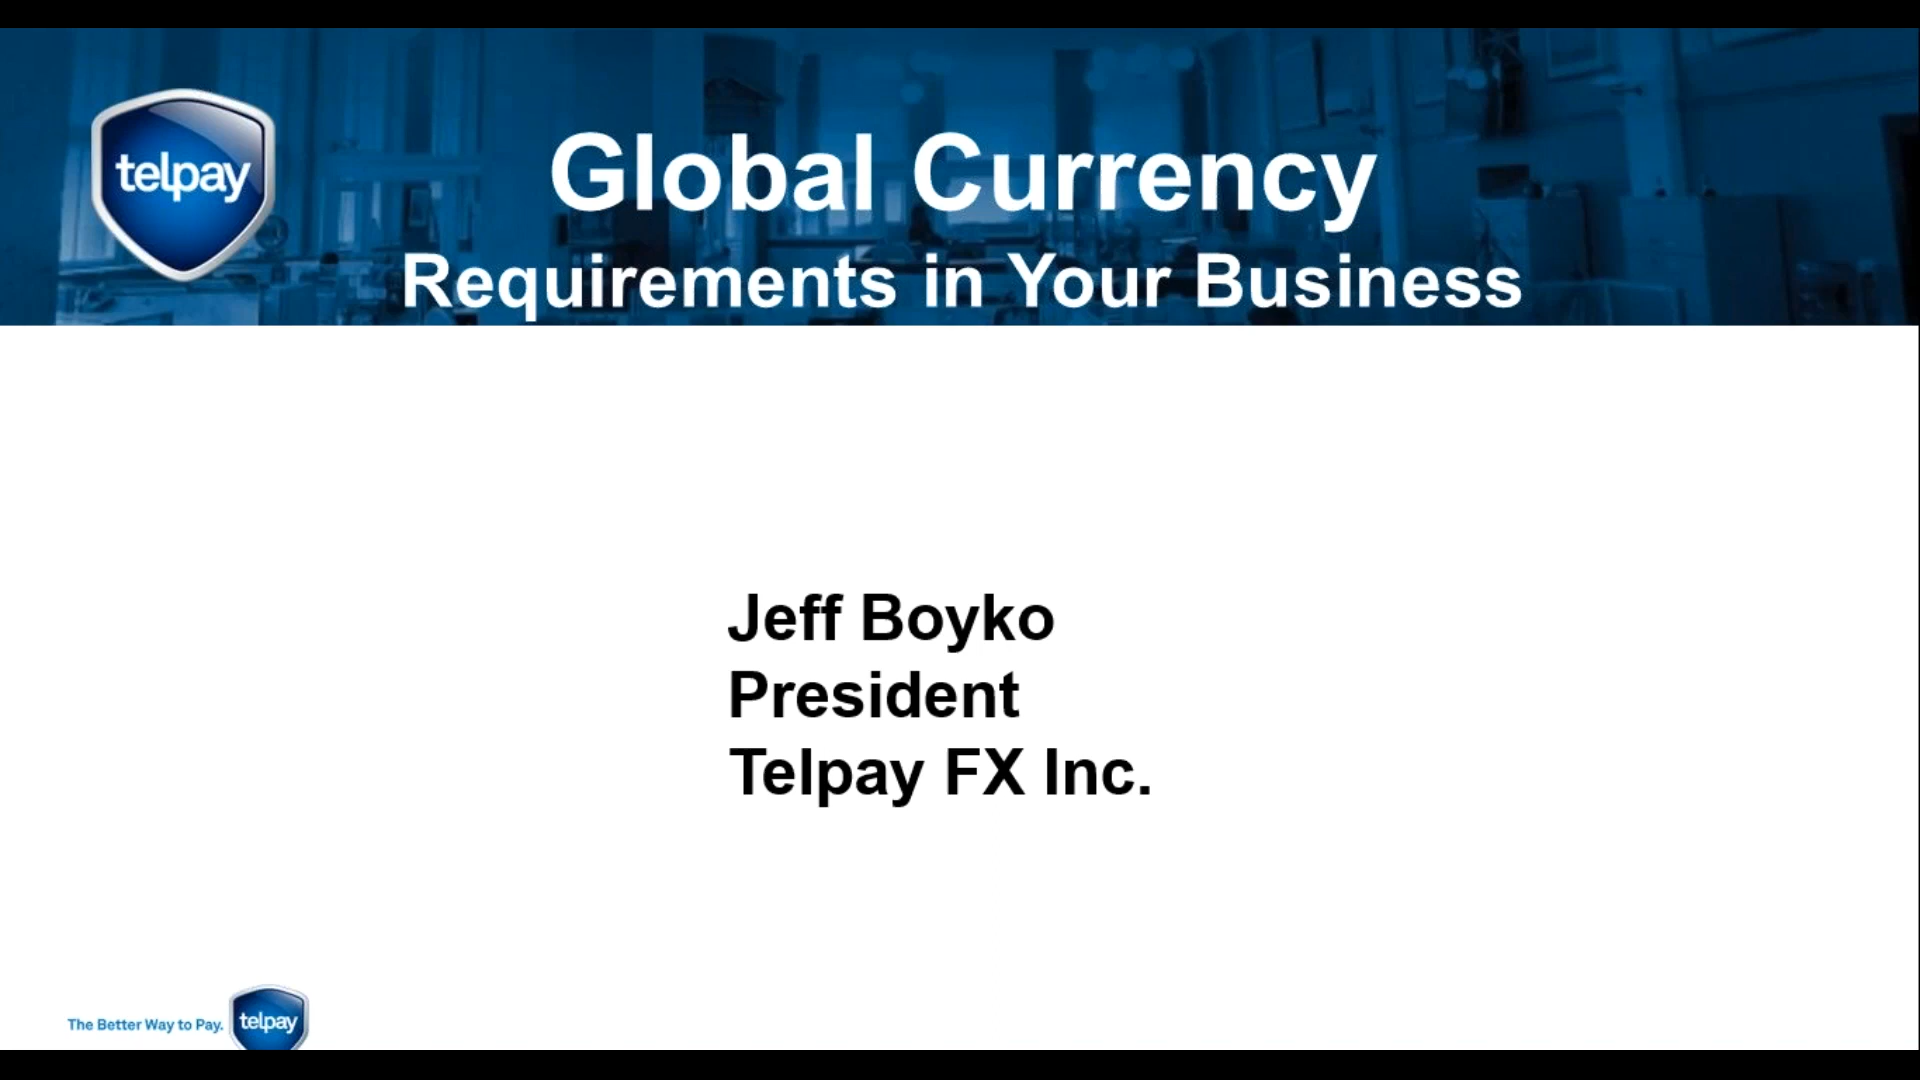 telpay
Global Currency
Requirements in Your Business
Jeff Boyko
President
Telpay FX Inc.
The Better Way to Pay.
telpay